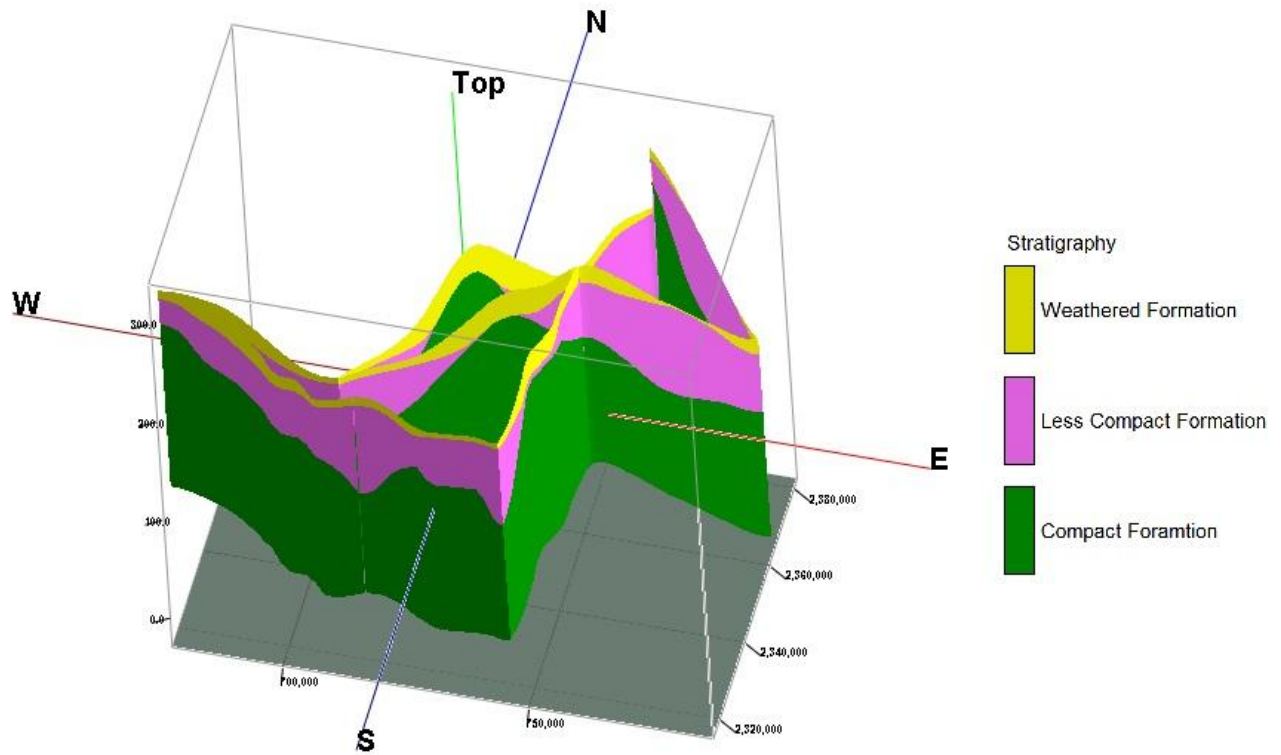 N
Top
W
300.0
200.0
100.0
0.0
E
S
700,000
750,000
2,380,000
2,360,000
2,340,000
2,320,000
Stratigraphy
Weathered Formation
Less Compact Formation
Compact Foramtion